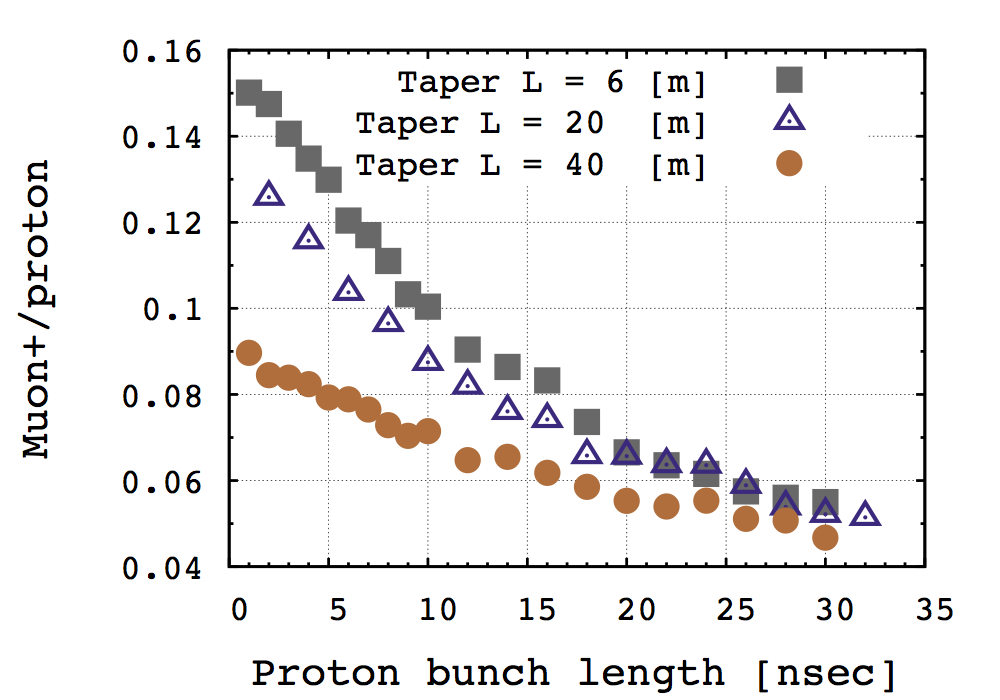 0.16
0.14
0.12
0.1
0.08
0.06
0.04
Muon+/proton
Taper L = 6 [m]
Taper L = 20 [m]
Taper L = 40 [m]
0 5 10 15 20 25 30 35
Proton bunch length [nsec]